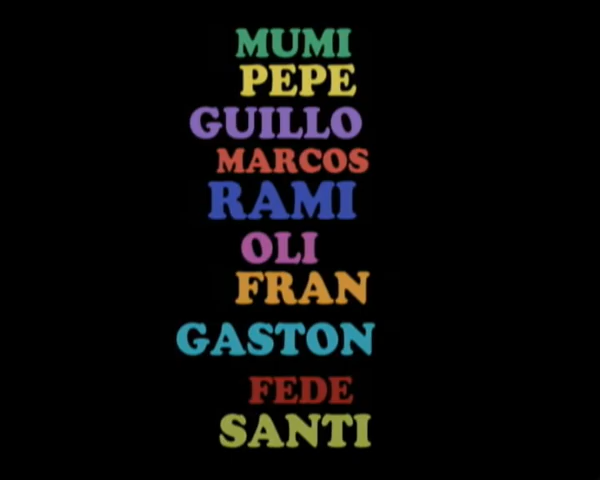 MUMI
PEPE
GUILLO
MARCOS
RAMI
OLI
FRAN
GASTON
FEDE
SANTI